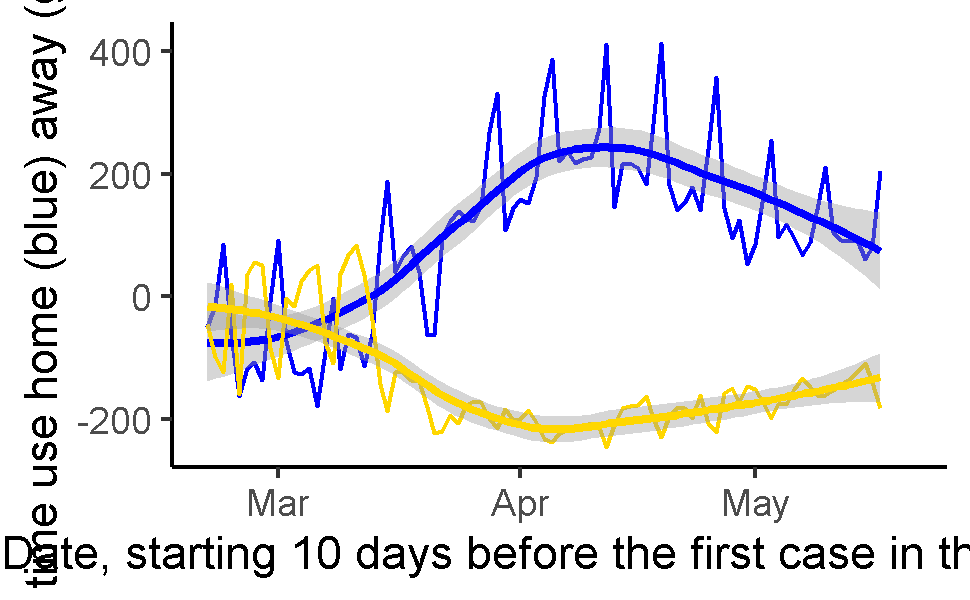 time use home (blue) away (
400
200
0
-200
Mar Apr May
Date, starting 10 days before the first case in th